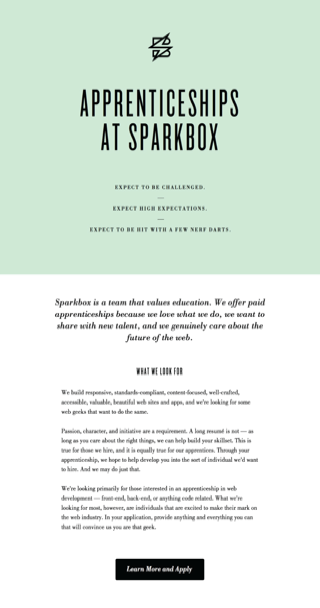 APPRENTICESHIPS
AT SPARKBOX
EXPECT TO BE CHALLENGED.
—
EXPECT HIGH EXPECTATIONS.
—
EXPECT TO BE HIT WITH A FEW NERF DARTS.
Sparkbox is a team that values education. We offer paid
apprenticeships because we love what we do, we want to
share with new talent, and we genuinely care about the
future of the web.
WHAT WE LOOK FOR
We build responsive, standards-compliant, content-focused, well-crafted,
accessible, valuable, beautiful web sites and apps, and we're looking for some
web geeks that want to do the same.
Passion, character, and initiative are a requirement. A long resumé is not — as
long as you care about the right things, we can help build your skillset. This is
true for those we hire, and it is equally true for our apprentices. Through your
apprenticeship, we hope to help develop you into the sort of individual we'd want
to hire. And we may do just that.
We're looking primarily for those interested in an apprenticeship in web
development — front-end, back-end, or anything code related. What we're
looking for most, however, are individuals that are excited to make their mark on
the web industry. In your application, provide anything and everything you can
that will convince us you are that geek.
Learn More and Apply